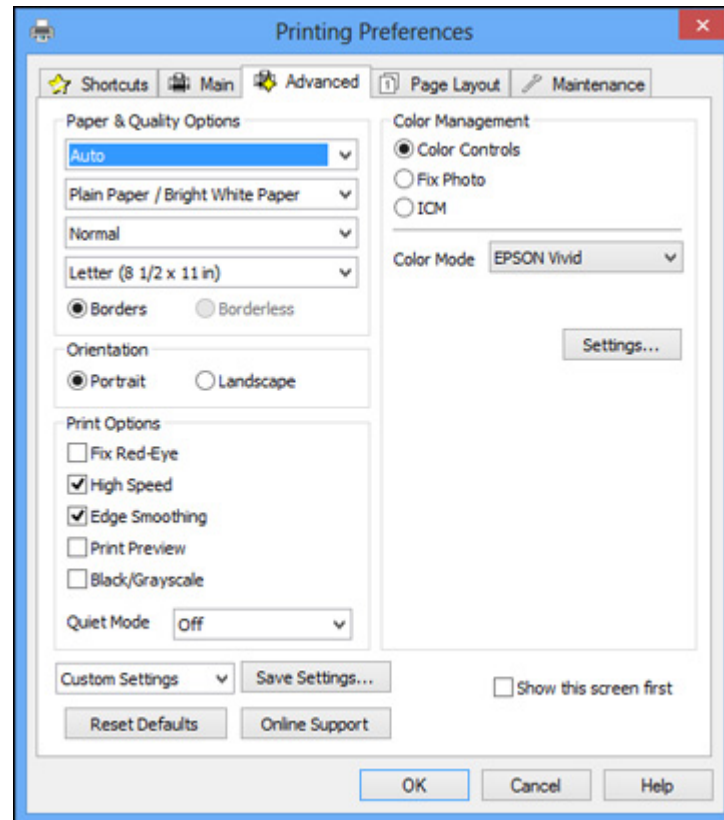 Printing Preferences
Shortcuts Main Advanced 1 Page Layout Maintenance
Paper & Quality Options
Auto
Plain Paper / Bright White Paper
Normal
Letter (8 1/2 x 11 in)
Borders Borderless
Orientation
Portrait Landscape
Print Options
Fix Red-Eye
High Speed
Edge Smoothing
Print Preview
Black/Grayscale
Quiet Mode Off
Color Management
Color Controls
Fix Photo
ICM
Color Mode EPSON Vivid
Settings...
Custom Settings Save Settings... Show this screen first
Reset Defaults Online Support
OK Cancel Help